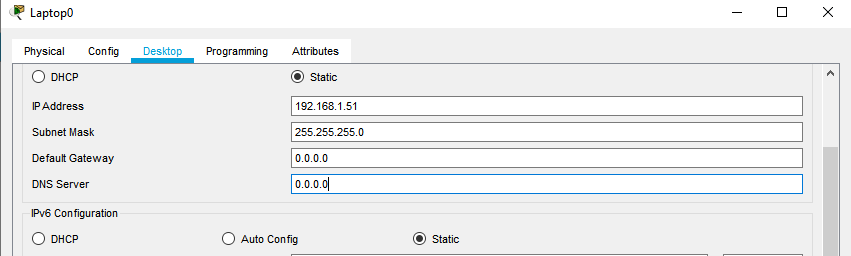 Laptop0
Physical Config Desktop Programming Attributes
DHCP Static
IP Address 192.168.1.51
Subnet Mask 255.255.255.0
Default Gateway 0.0.0.0
DNS Server 0.0.0.0
IPv6 Configuration
DHCP Auto Config Static